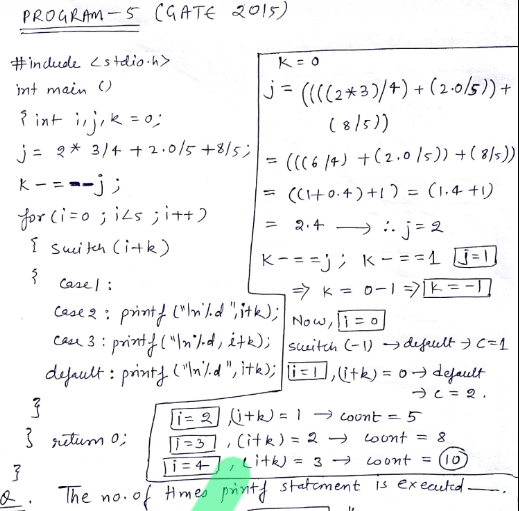 PROGRAM-5 (GATE 2015)
#include <stdio.h>
int main ()
{ int i,j,k = 0;
j = 2* 3/4 + 2.0/5 + 8/5;
K -= --j ;
for(i=0 ; i<5 ; i++)
{ switch (i+k)
{ case 1 :
case 2 : printf ("\n%d", i+k);
case 3 : printf ("\n%d, i+k);
default : printf ("\n%d", i+k);
}
} return 0;
}
K = 0
j = ((((2*3)/4) + (2.0/5)) +
(8/5))
= (((6/4) + (2.0/5)) + (8/5))
= ((1+0.4)+1) = (1.4+1)
= 2.4 → ∴ j = 2
K -= --j ; K -= 1 j=1
⇒ K = 0-1 ⇒ K = -1
Now, i = 0
switch (-1) → default → C=1
i=1, (i+k) = 0 → default
→ C = 2.
i = 2 , (i+k) = 1 → count = 5
i=3 , (i+k) = 2 → count = 8
i = 4 , (i+k) = 3 → count = 10
Q. The no. of times printf statement is executed ___.